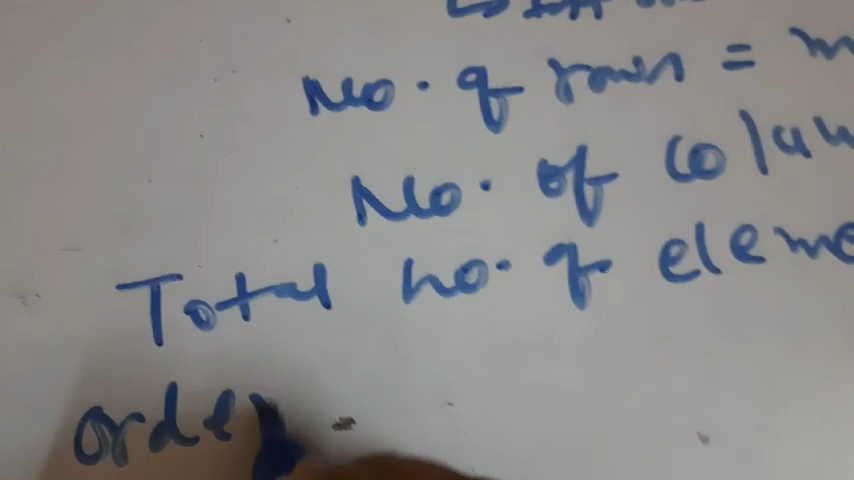 No. of rows = m
No. of colum
Total no. of eleme
order